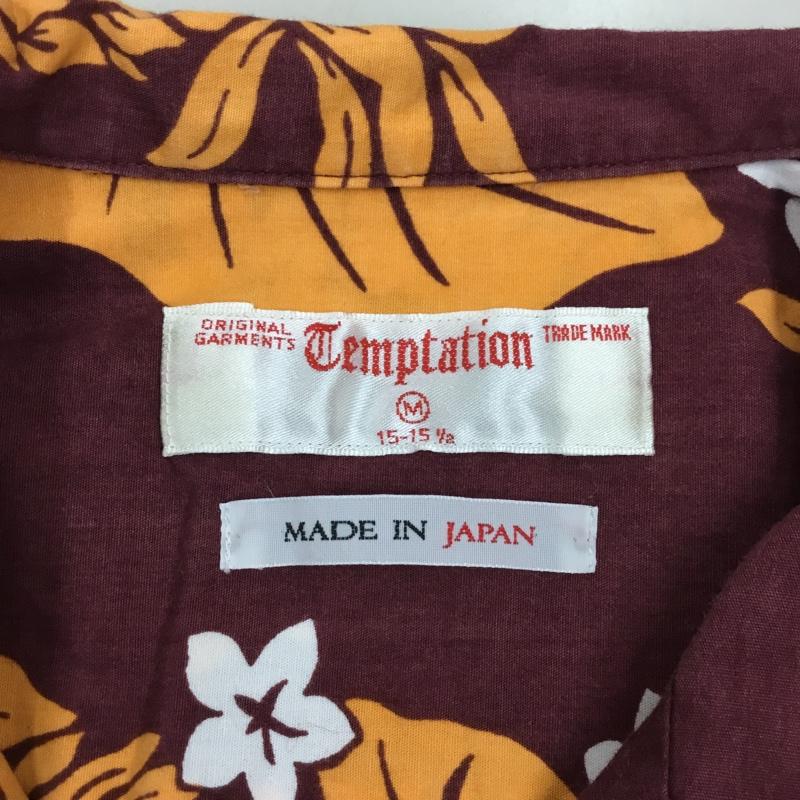 ORIGINAL GARMENTS
Temptation
TRADE MARK
M
15-15 ½
MADE IN JAPAN